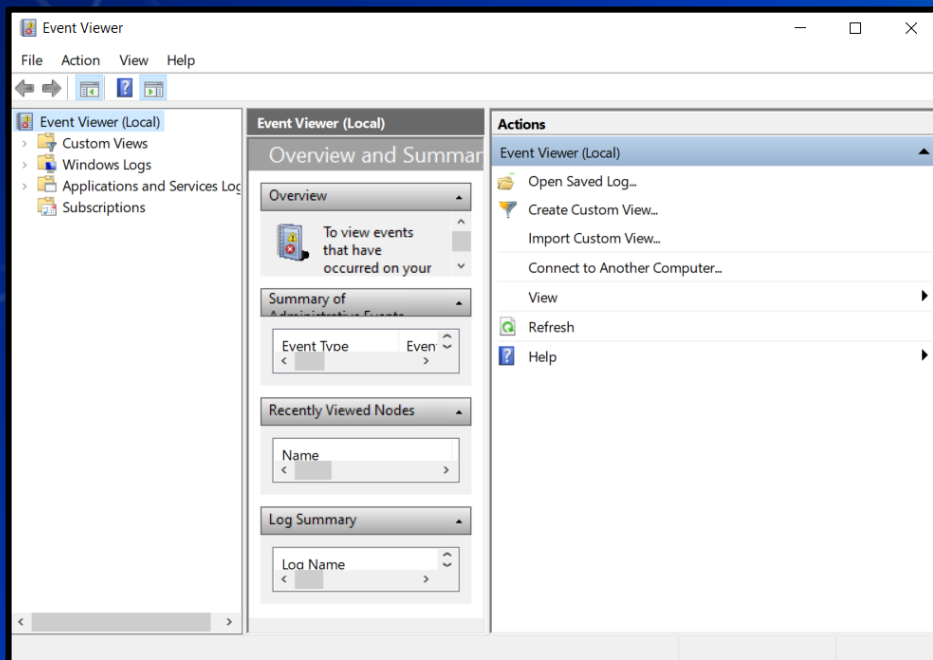 Event Viewer
File Action View Help
Event Viewer (Local)
Custom Views
Windows Logs
Applications and Services Log
Subscriptions
Event Viewer (Local)
Overview and Summar
Overview
To view events
that have
occurred on your
Summary of
Administrative Events
Event Type Even
Recently Viewed Nodes
Name
Log Summary
Log Name
Actions
Event Viewer (Local)
Open Saved Log...
Create Custom View...
Import Custom View...
Connect to Another Computer...
View
Refresh
Help